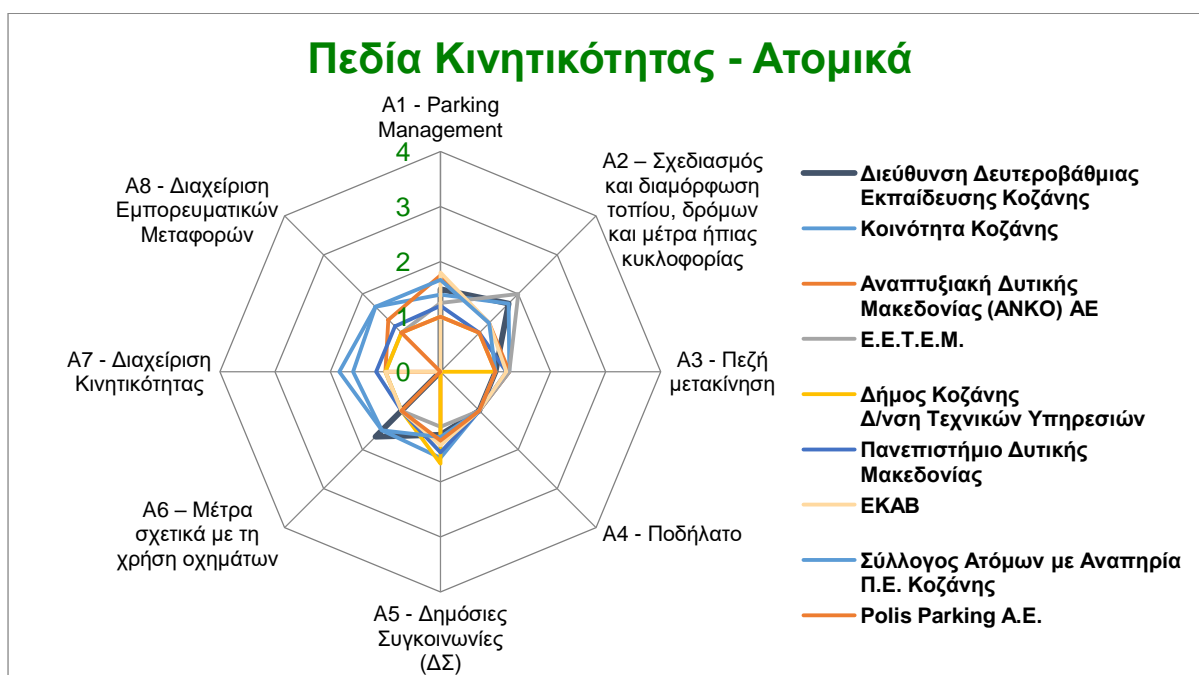 Πεδία Κινητικότητας - Ατομικά
A1 - Parking
Management
A2 – Σχεδιασμός
και διαμόρφωση
τοπίου, δρόμων
και μέτρα ήπιας
κυκλοφορίας
A3 - Πεζή
μετακίνηση
A4 - Ποδήλατο
A5 - Δημόσιες
Συγκοινωνίες
(ΔΣ)
A6 – Μέτρα
σχετικά με τη
χρήση οχημάτων
A7 - Διαχείριση
Κινητικότητας
A8 - Διαχείριση
Εμπορευματικών
Μεταφορών
4
3
2
1
0
Διεύθυνση Δευτεροβάθμιας
Εκπαίδευσης Κοζάνης
Κοινότητα Κοζάνης
Αναπτυξιακή Δυτικής
Μακεδονίας (ΑΝΚΟ) ΑΕ
Ε.Ε.Τ.Ε.Μ.
Δήμος Κοζάνης
Δ/νση Τεχνικών Υπηρεσιών
Πανεπιστήμιο Δυτικής
Μακεδονίας
ΕΚΑΒ
Σύλλογος Ατόμων με Αναπηρία
Π.Ε. Κοζάνης
Polis Parking Α.Ε.